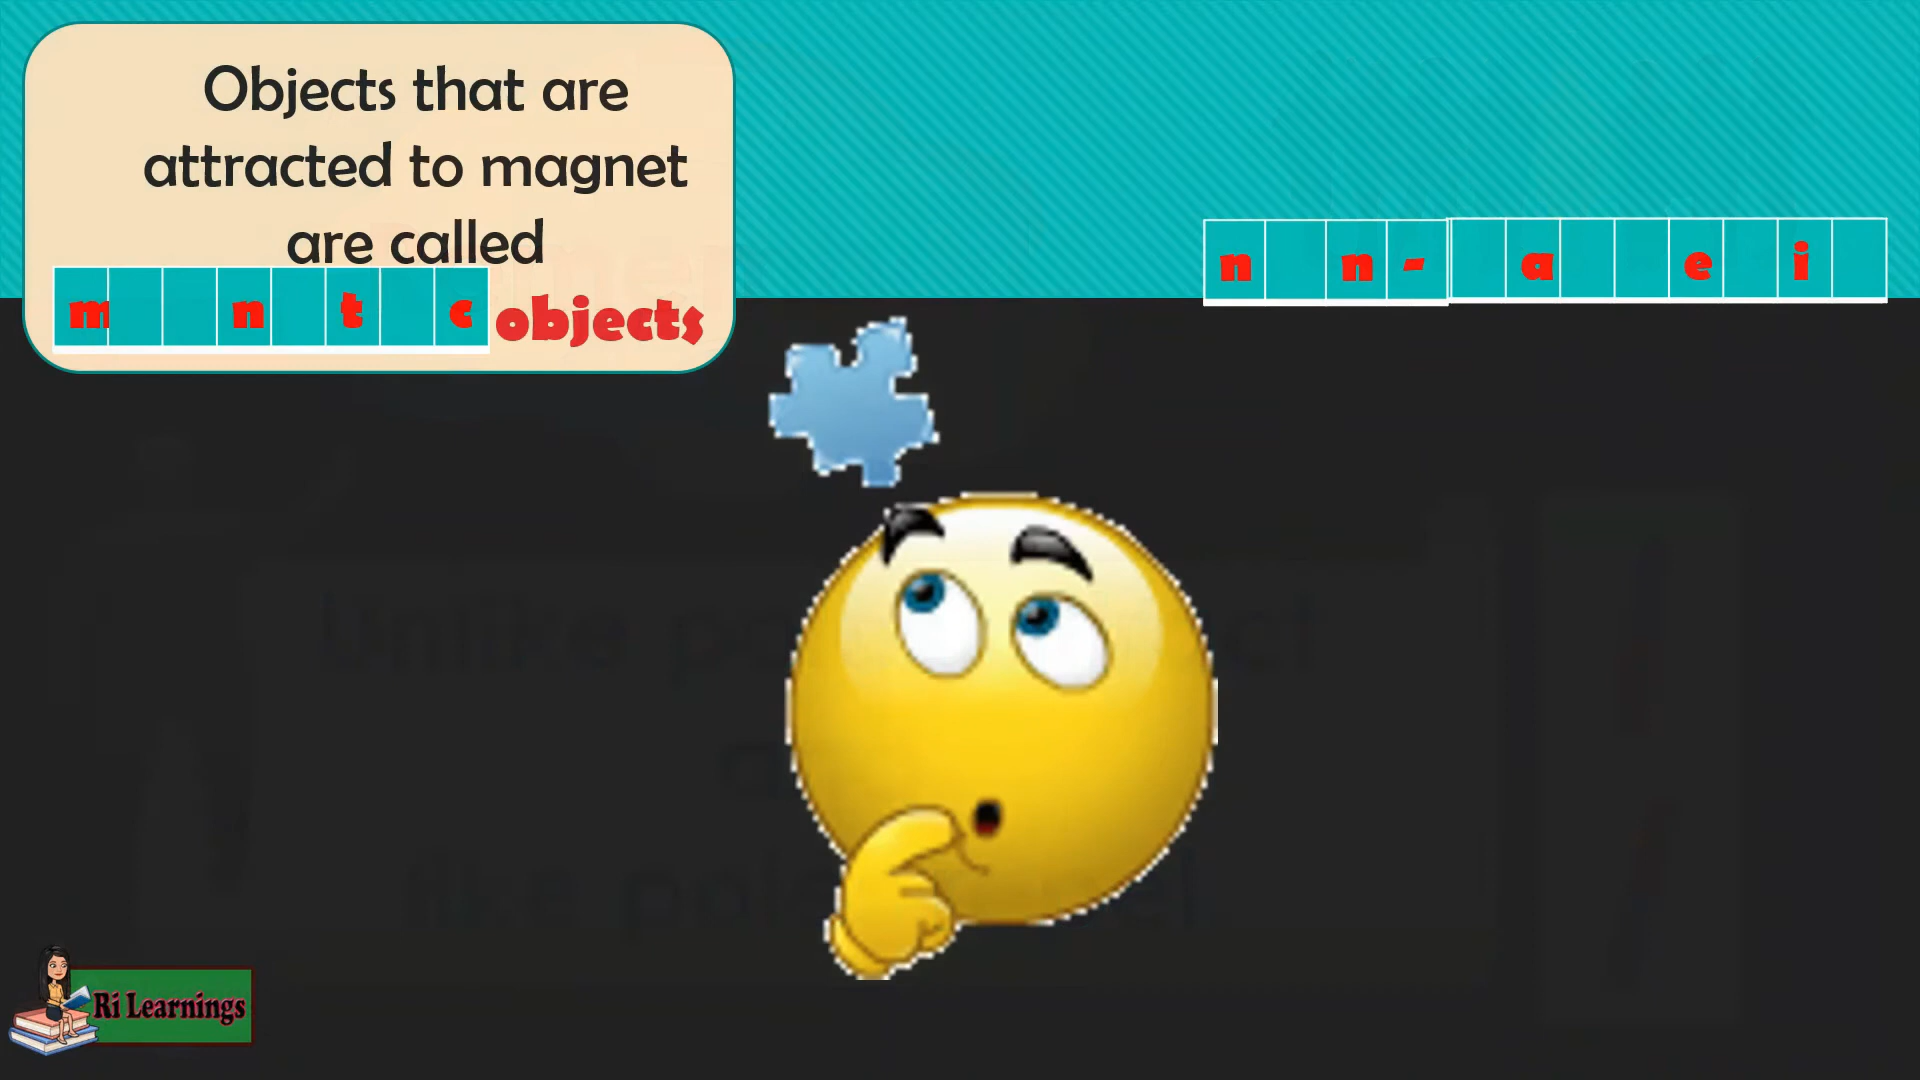 Objects that are
attracted to magnet
are called
m n t c objects
n n - a e i
Ri Learnings